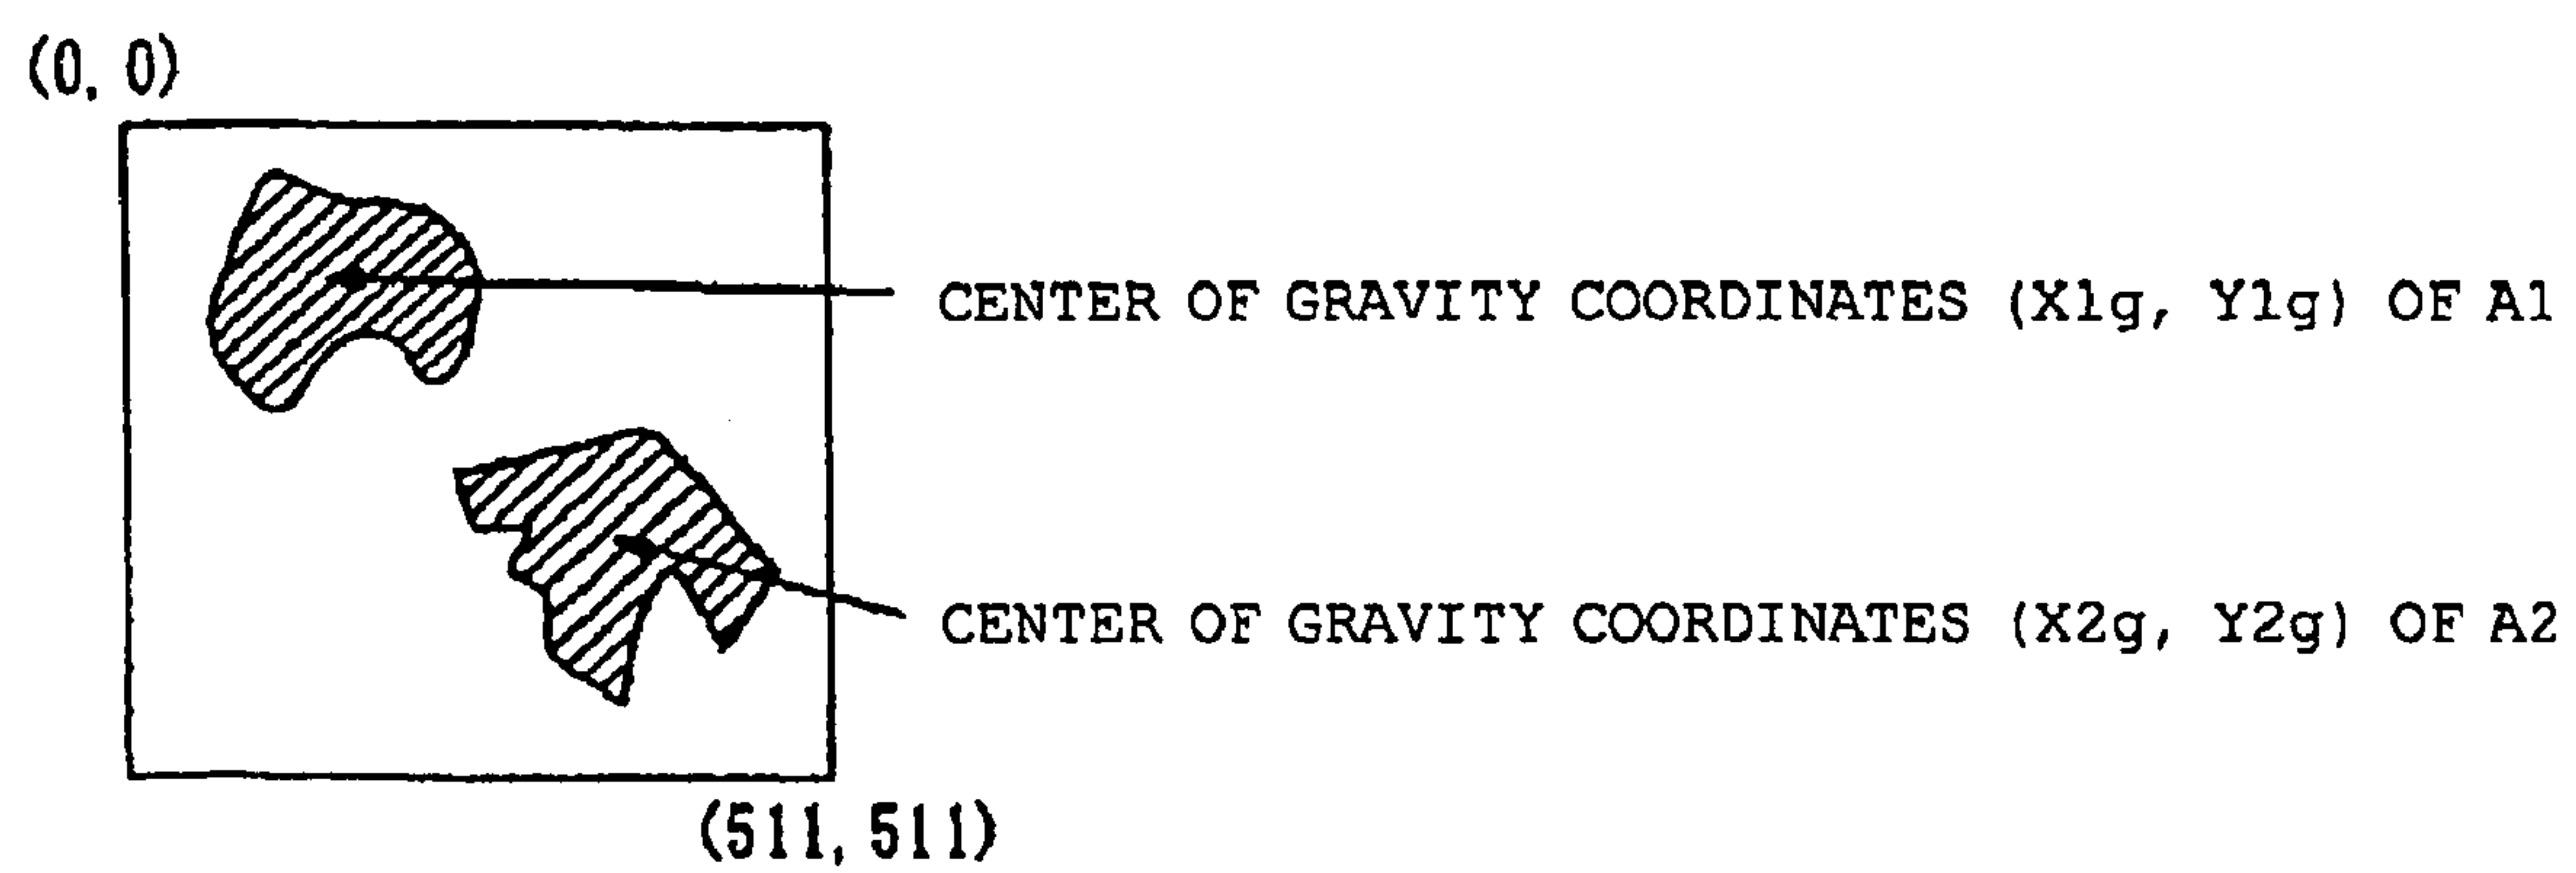 (0, 0)
CENTER OF GRAVITY COORDINATES (X1g, Y1g) OF A1
CENTER OF GRAVITY COORDINATES (X2g, Y2g) OF A2
(511, 511)